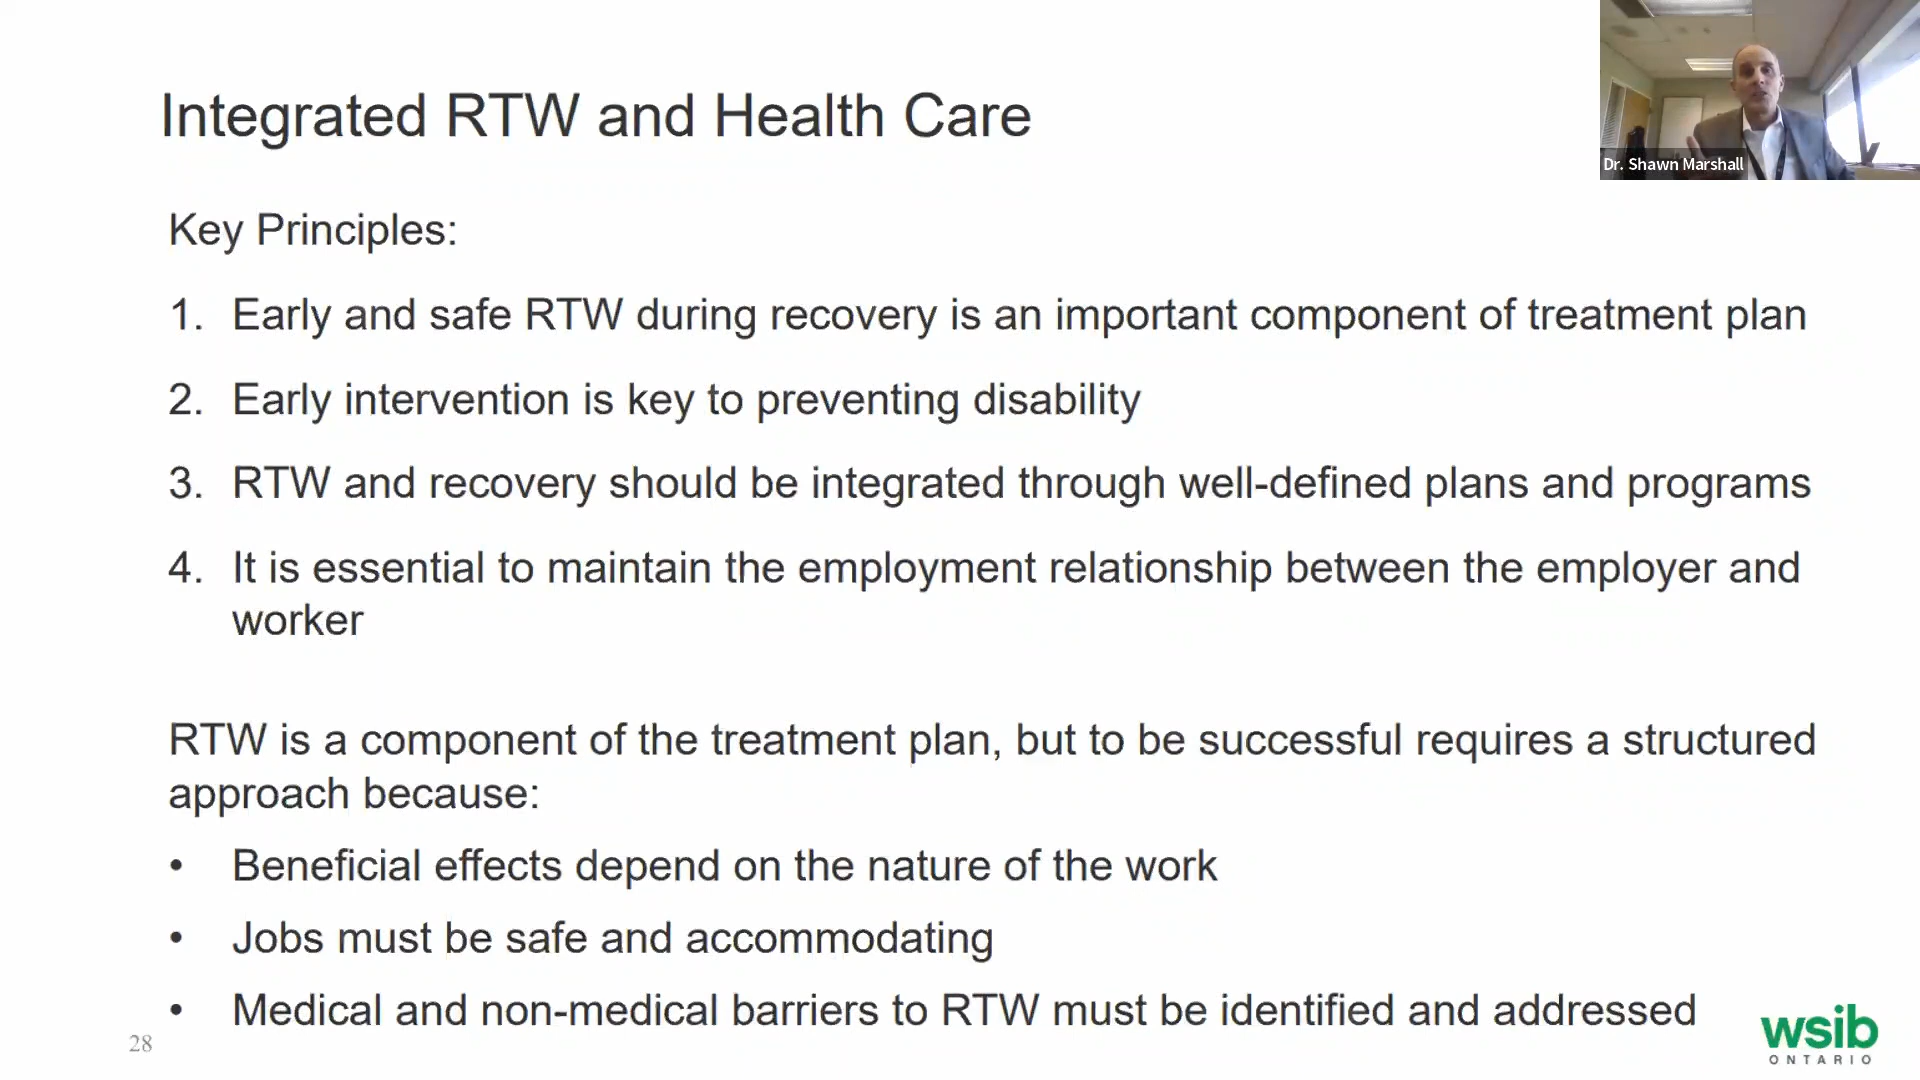 Integrated RTW and Health Care
Dr. Shawn Marshall
Key Principles:
1. Early and safe RTW during recovery is an important component of treatment plan
2. Early intervention is key to preventing disability
3. RTW and recovery should be integrated through well-defined plans and programs
4. It is essential to maintain the employment relationship between the employer and
worker
RTW is a component of the treatment plan, but to be successful requires a structured
approach because:
• Beneficial effects depend on the nature of the work
• Jobs must be safe and accommodating
• Medical and non-medical barriers to RTW must be identified and addressed
28
wsib
ONTARIO